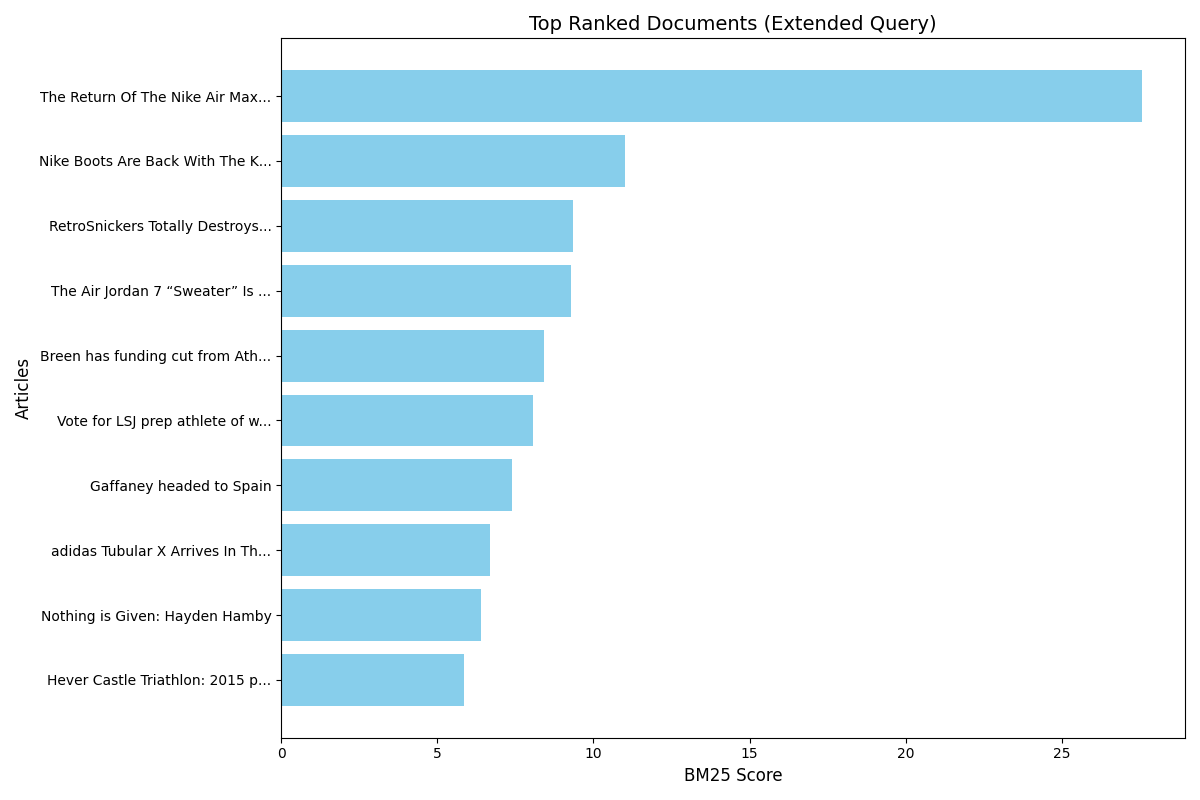 Top Ranked Documents (Extended Query)
The Return Of The Nike Air Max...
Nike Boots Are Back With The K...
RetroSnickers Totally Destroys...
The Air Jordan 7 “Sweater” Is ...
Breen has funding cut from Ath...
Vote for LSJ prep athlete of w...
Gaffaney headed to Spain
adidas Tubular X Arrives In Th...
Nothing is Given: Hayden Hamby
Hever Castle Triathlon: 2015 p...
Articles
0 5 10 15 20 25
BM25 Score